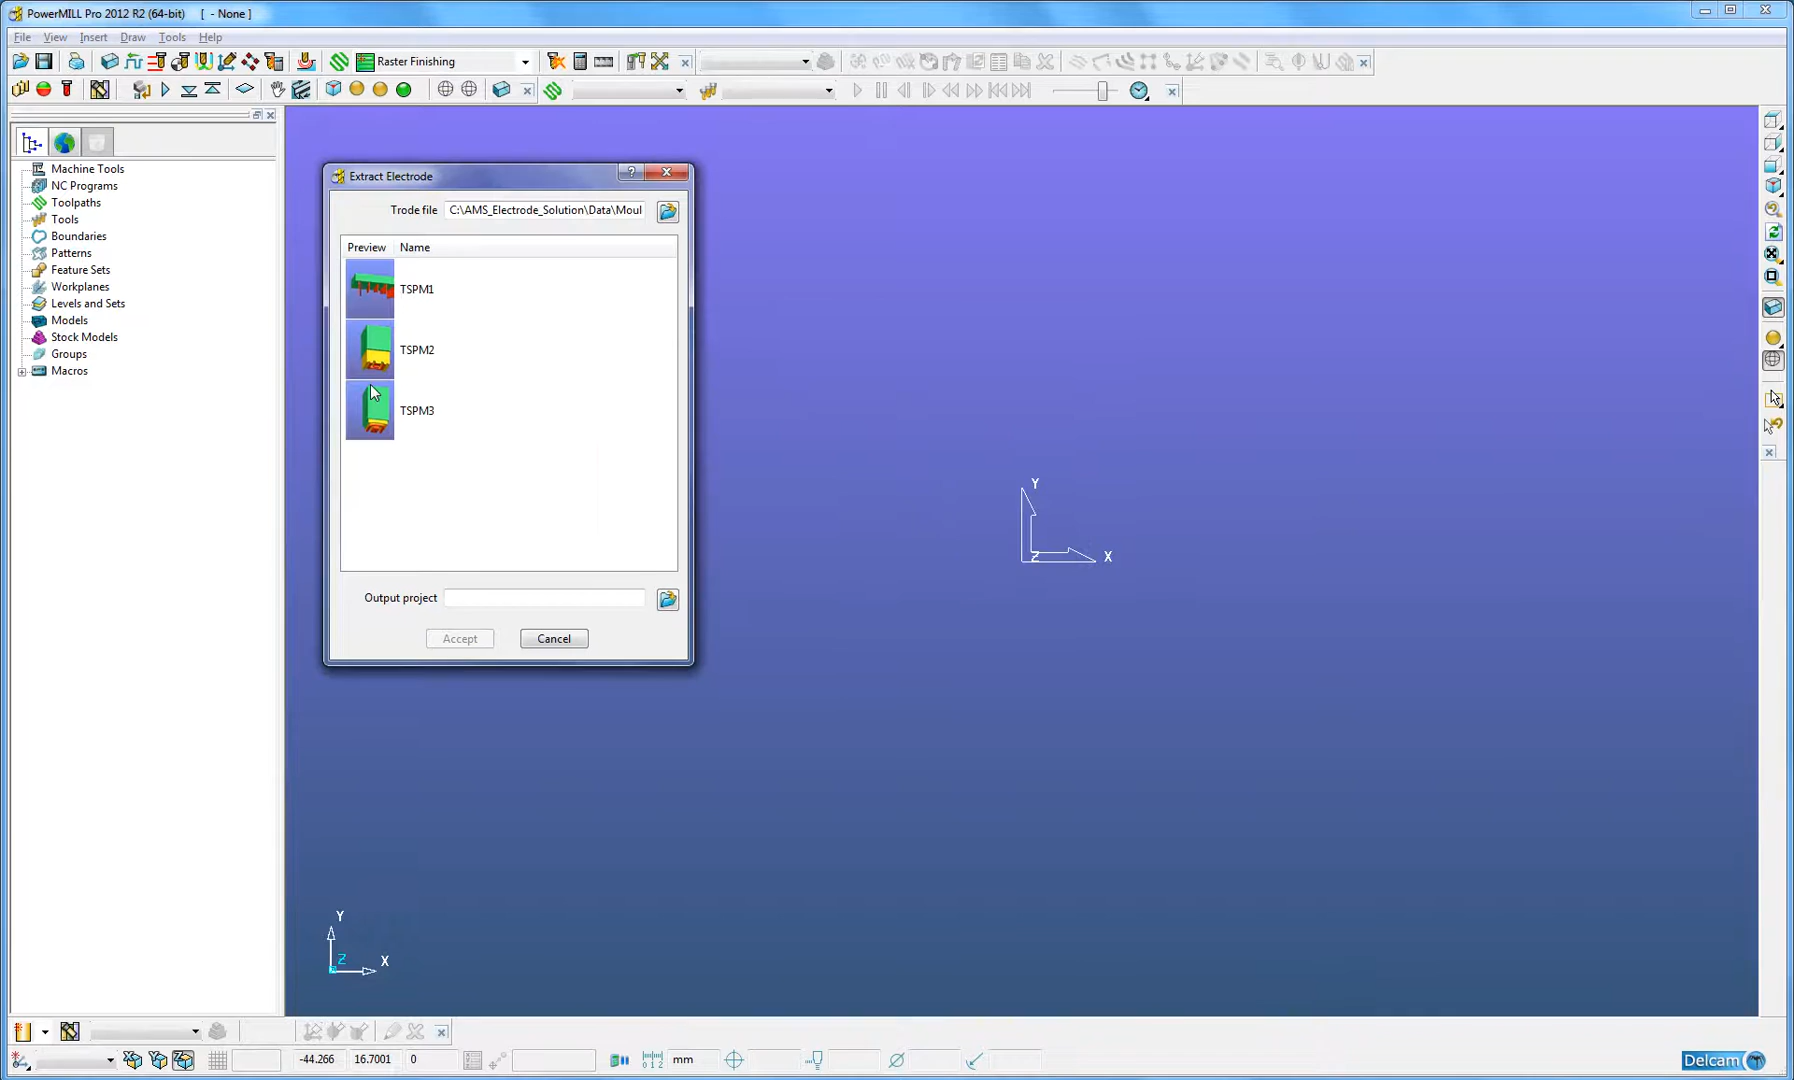 PowerMILL Pro 2012 R2 (64-bit) [ - None ]
File View Insert Draw Tools Help
Raster Finishing
Machine Tools
NC Programs
Toolpaths
Tools
Boundaries
Patterns
Feature Sets
Workplanes
Levels and Sets
Models
Stock Models
Groups
Macros
Extract Electrode
Trode file C:\AMS_Electrode_Solution\Data\Moul
Preview Name
TSPM1
TSPM2
TSPM3
Output project
Accept Cancel
Y
Z X
Y
Z X
-44.266 16.7001 0 mm
Delcam